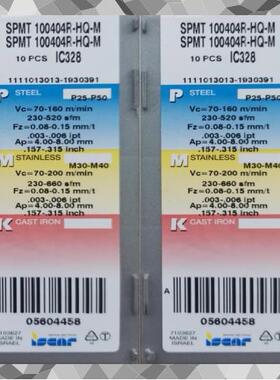 SPMT 100404R-HQ-M
SPMT 100404R-HQ-M
10 PCS IC328
1111013013-1930391
P STEEL P25-P50
Vc=70-160 m/min
230-520 sfm
Fz=0.08-0.15 mm/t
.003-.006 ipt
Ap=4.00-8.00 mm
.157-.315 inch
M STAINLESS M30-M40
Vc=70-200 m/min
230-660 sfm
Fz=0.08-0.15 mm/t
.003-.006 ipt
Ap=4.00-8.00 mm
.157-.315 inch
K CAST IRON
05604458
7103627
MADE IN
ISRAEL
iscar
SPMT 100404R-HQ-M
SPMT 100404R-HQ-M
10 PCS IC328
1111013013-1930391
P STEEL P25-P50
Vc=70-160 m/min
230-520 sfm
Fz=0.08-0.15 mm/t
.003-.006 ipt
Ap=4.00-8.00 mm
.157-.315 inch
M STAINLESS M30-M40
Vc=70-200 m/min
230-660 sfm
Fz=0.08-0.15 mm/t
.003-.006 ipt
Ap=4.00-8.00 mm
.157-.315 inch
K CAST IRON
A
05604458
7103627
MADE IN
ISRAEL
iscar